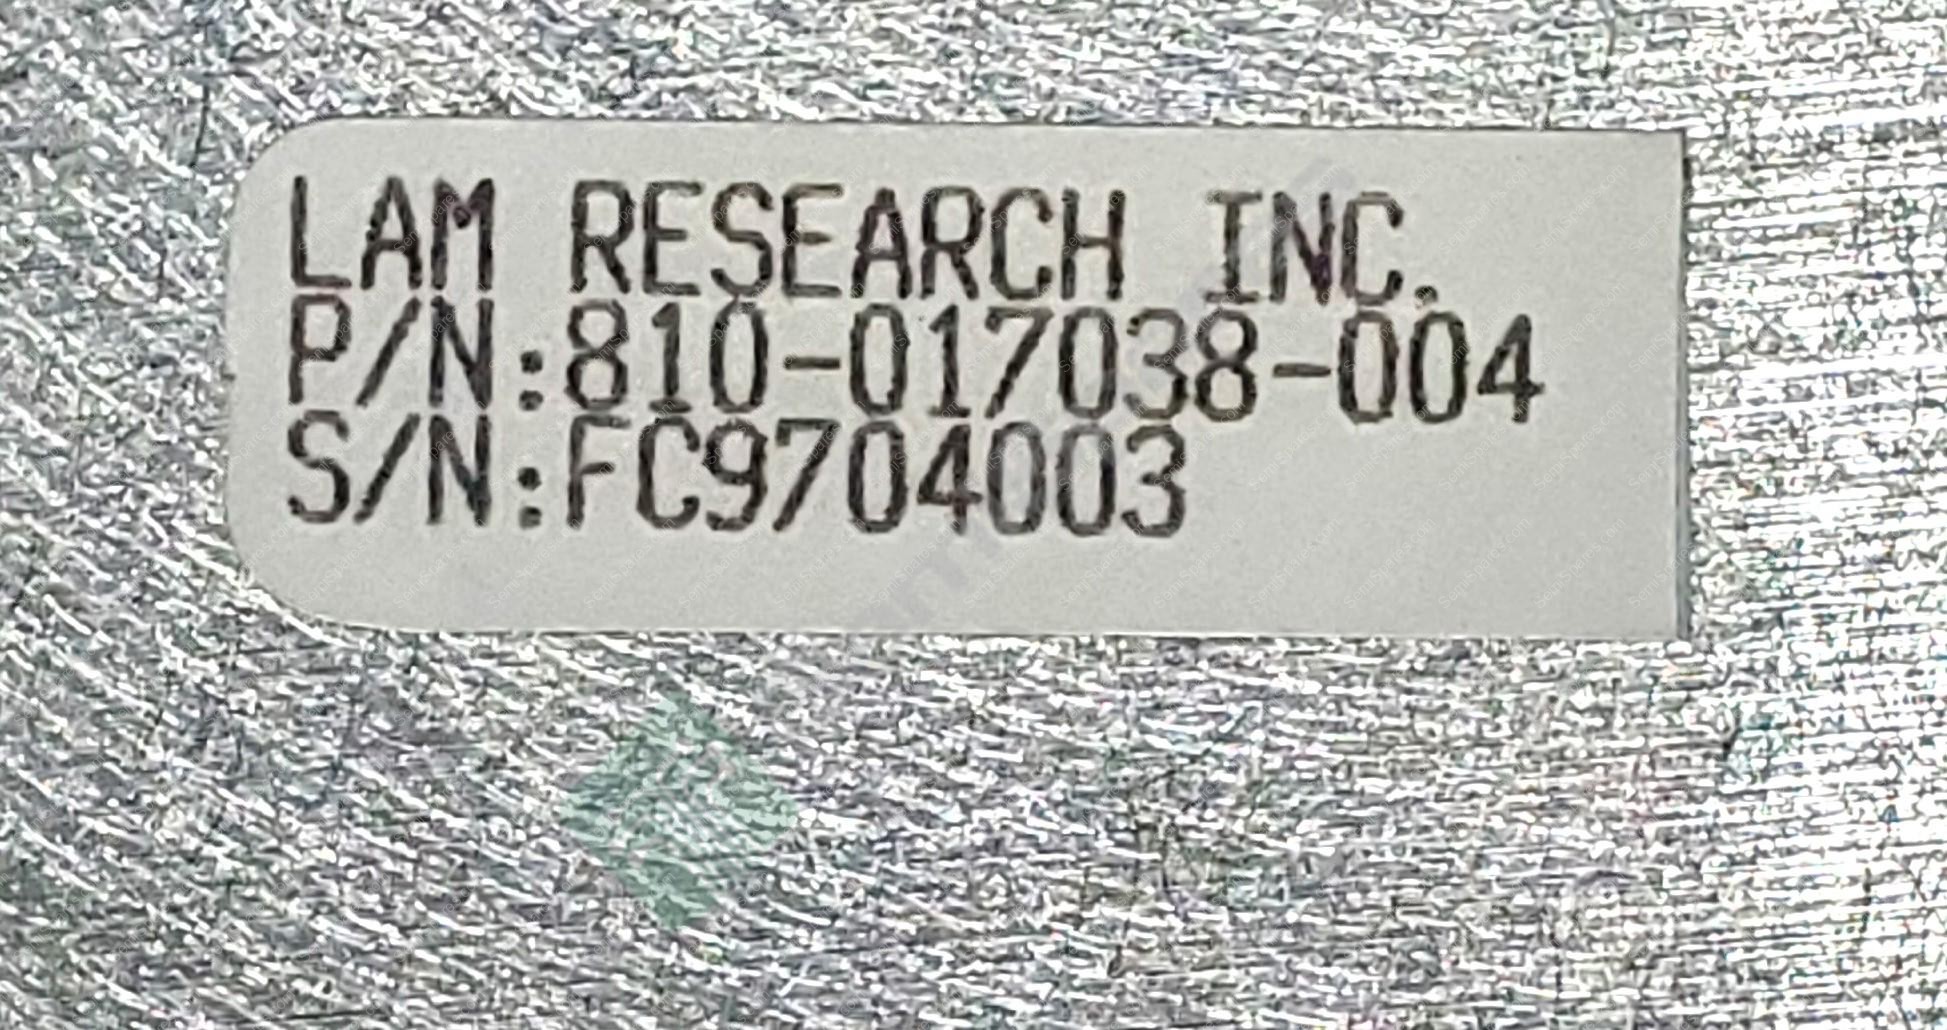 LAM RESEARCH INC.
P/N:810-017038-004
S/N:FC9704003